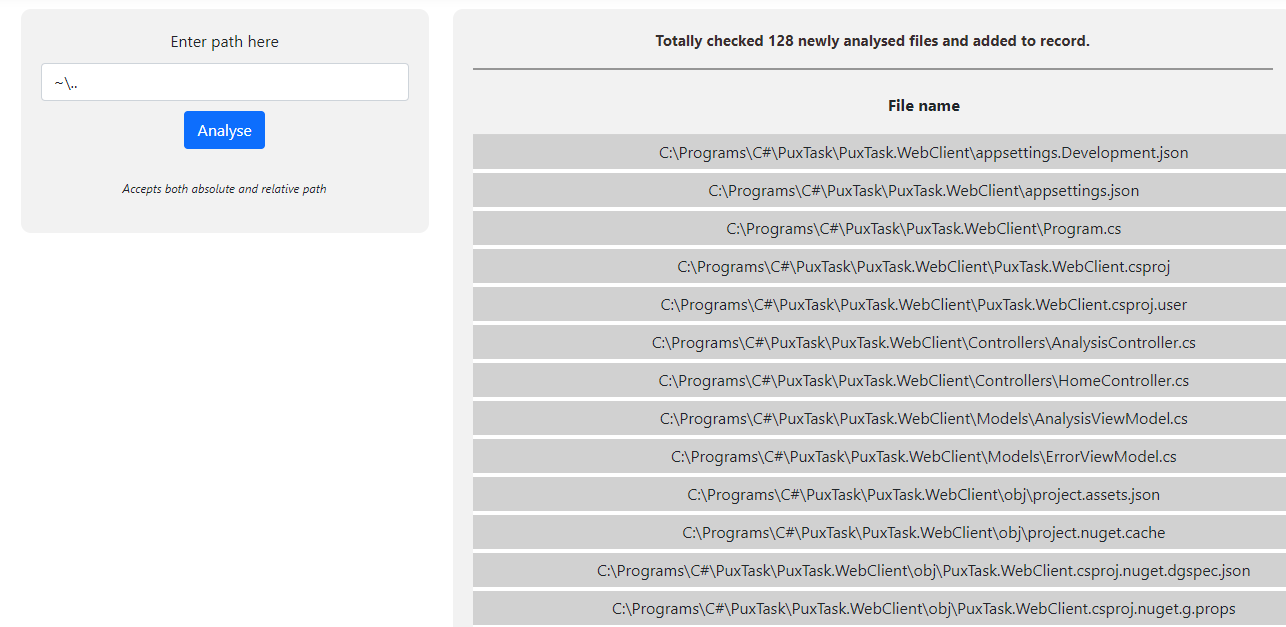 Enter path here
~\..
Analyse
Accepts both absolute and relative path
Totally checked 128 newly analysed files and added to record.
File name
C:\Programs\C#\PuxTask\PuxTask.WebClient\appsettings.Development.json
C:\Programs\C#\PuxTask\PuxTask.WebClient\appsettings.json
C:\Programs\C#\PuxTask\PuxTask.WebClient\Program.cs
C:\Programs\C#\PuxTask\PuxTask.WebClient\PuxTask.WebClient.csproj
C:\Programs\C#\PuxTask\PuxTask.WebClient\PuxTask.WebClient.csproj.user
C:\Programs\C#\PuxTask\PuxTask.WebClient\Controllers\AnalysisController.cs
C:\Programs\C#\PuxTask\PuxTask.WebClient\Controllers\HomeController.cs
C:\Programs\C#\PuxTask\PuxTask.WebClient\Models\AnalysisViewModel.cs
C:\Programs\C#\PuxTask\PuxTask.WebClient\Models\ErrorViewModel.cs
C:\Programs\C#\PuxTask\PuxTask.WebClient\obj\project.assets.json
C:\Programs\C#\PuxTask\PuxTask.WebClient\obj\project.nuget.cache
C:\Programs\C#\PuxTask\PuxTask.WebClient\obj\PuxTask.WebClient.csproj.nuget.dgspec.json
C:\Programs\C#\PuxTask\PuxTask.WebClient\obj\PuxTask.WebClient.csproj.nuget.g.props